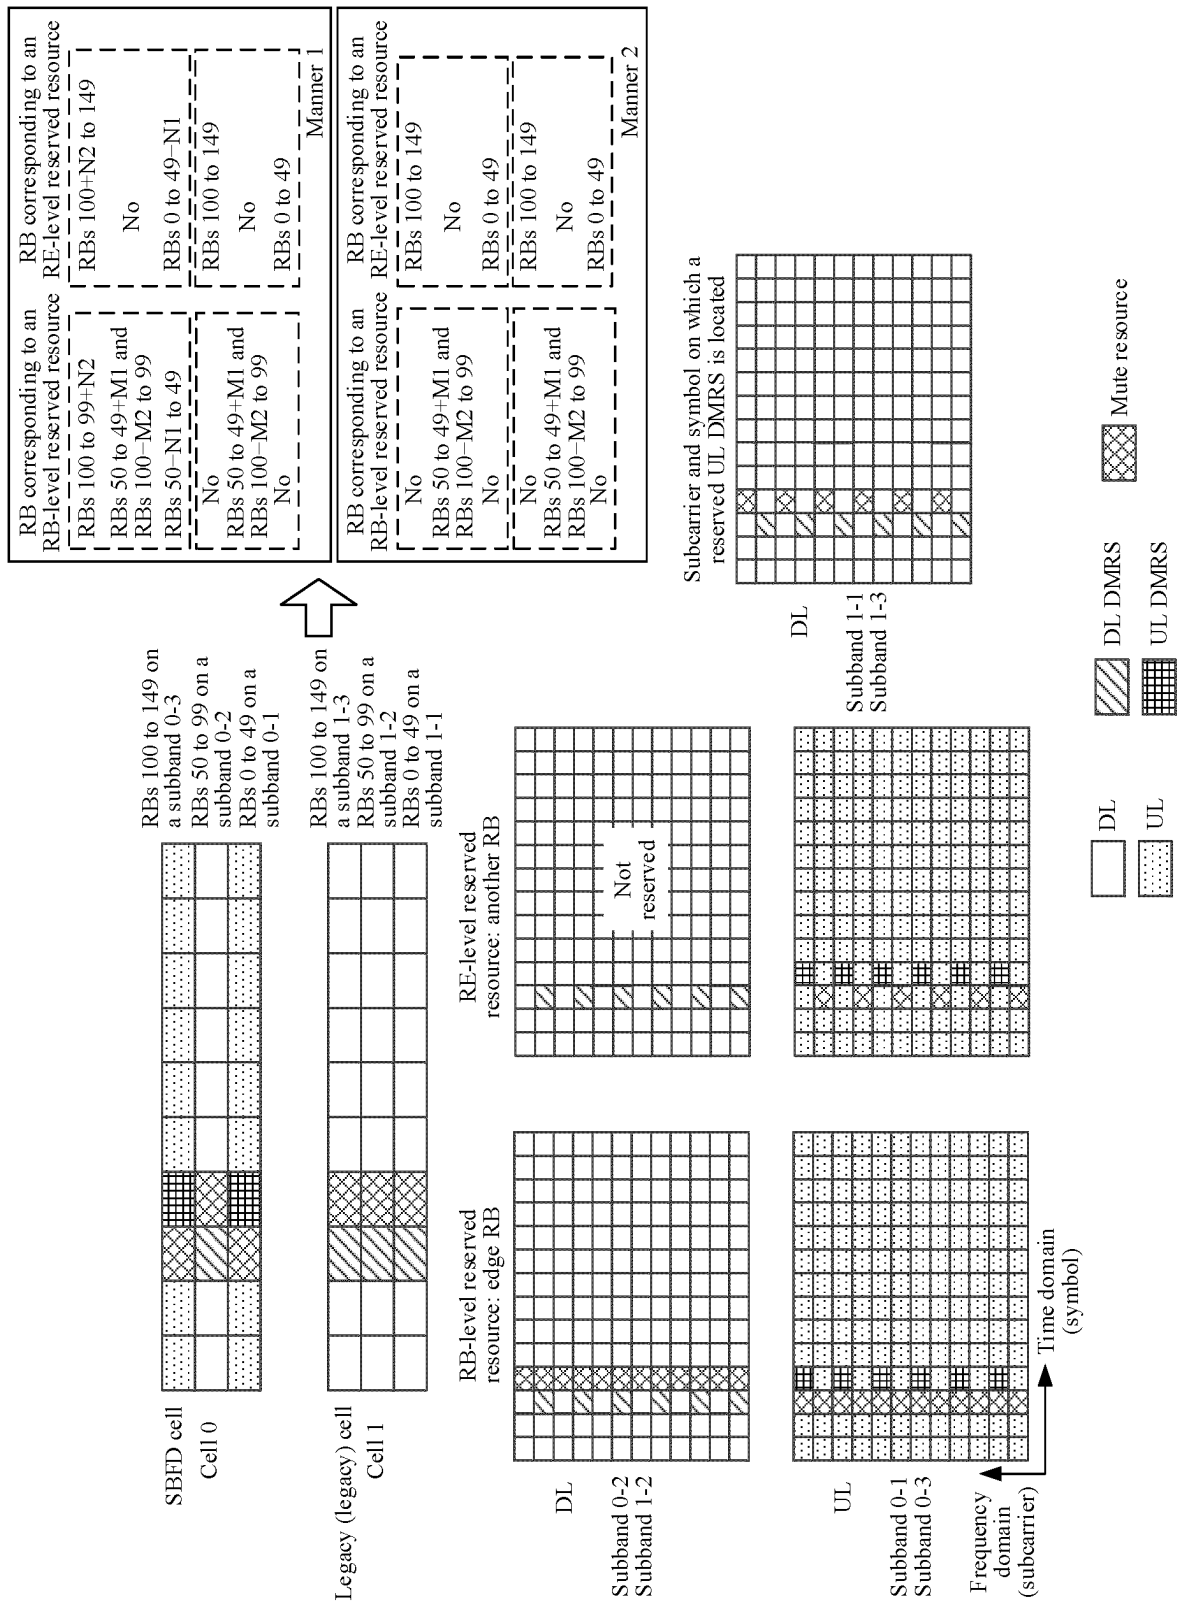 SBFD cell
Cell 0
RBs 100 to 149 on
a subband 0-3
RBs 50 to 99 on a
subband 0-2
RBs 0 to 49 on a
subband 0-1
Legacy (legacy) cell
Cell 1
RBs 100 to 149 on
a subband 1-3
RBs 50 to 99 on a
subband 1-2
RBs 0 to 49 on a
subband 1-1
RB corresponding to an
RB-level reserved resource
RBs 100 to 99+N2
RBs 50 to 49+M1 and
RBs 100−M2 to 99
RBs 50−N1 to 49
No
RBs 50 to 49+M1 and
RBs 100−M2 to 99
No
RB corresponding to an
RE-level reserved resource
RBs 100+N2 to 149
No
RBs 0 to 49−N1
RBs 100 to 149
No
RBs 0 to 49
Manner 1
RB corresponding to an
RB-level reserved resource
No
RBs 50 to 49+M1 and
RBs 100−M2 to 99
No
No
RBs 50 to 49+M1 and
RBs 100−M2 to 99
No
RB corresponding to an
RE-level reserved resource
RBs 100 to 149
No
RBs 0 to 49
RBs 100 to 149
No
RBs 0 to 49
Manner 2
RB-level reserved
resource: edge RB
RE-level reserved
resource: another RB
DL
Subband 0-2
Subband 1-2
Not
reserved
Subcarrier and symbol on which a
reserved UL DMRS is located
DL
Subband 1-1
Subband 1-3
UL
Subband 0-1
Subband 0-3
Frequency
domain
(subcarrier)
Time domain
(symbol)
DL
UL
DL DMRS
UL DMRS
Mute resource